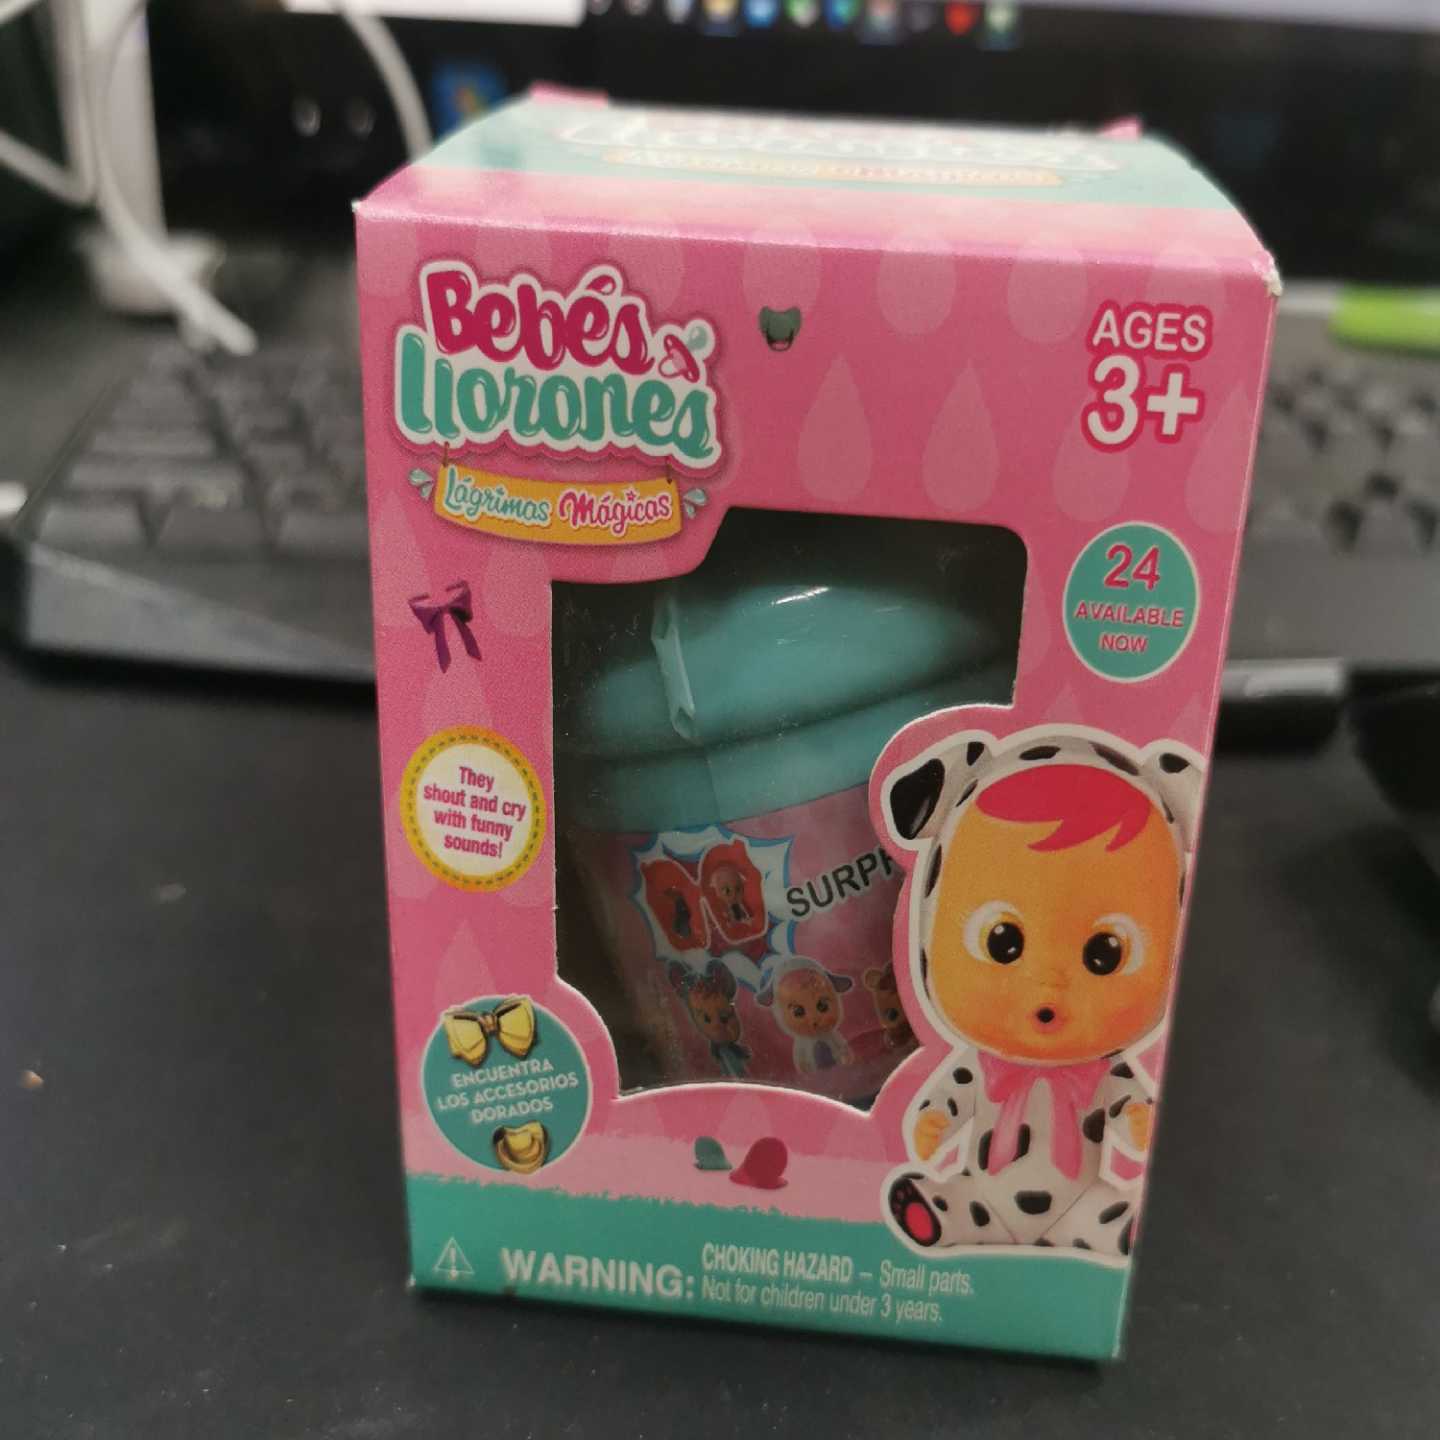 Bebés
llorones
Lágrimas Mágicas
AGES
3+
24
AVAILABLE
NOW
They
shout and cry
with funny
sounds!
SURPR
ENCUENTRA
LOS ACCESORIOS
DORADOS
WARNING: CHOKING HAZARD – Small parts.
Not for children under 3 years.